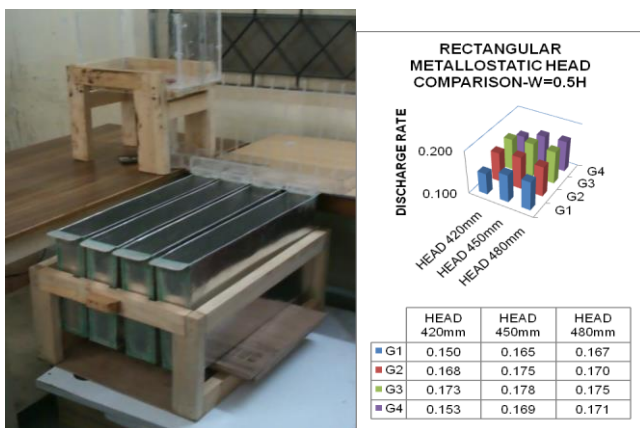 RECTANGULAR
METALLOSTATIC HEAD
COMPARISON-W=0.5H
DISCHARGE RATE
0.200
0.100
HEAD 420mm
HEAD 450mm
HEAD 480mm
G1
G2
G3
G4
HEAD 420mm HEAD 450mm HEAD 480mm
G1 0.150 0.165 0.167
G2 0.168 0.175 0.170
G3 0.173 0.178 0.175
G4 0.153 0.169 0.171